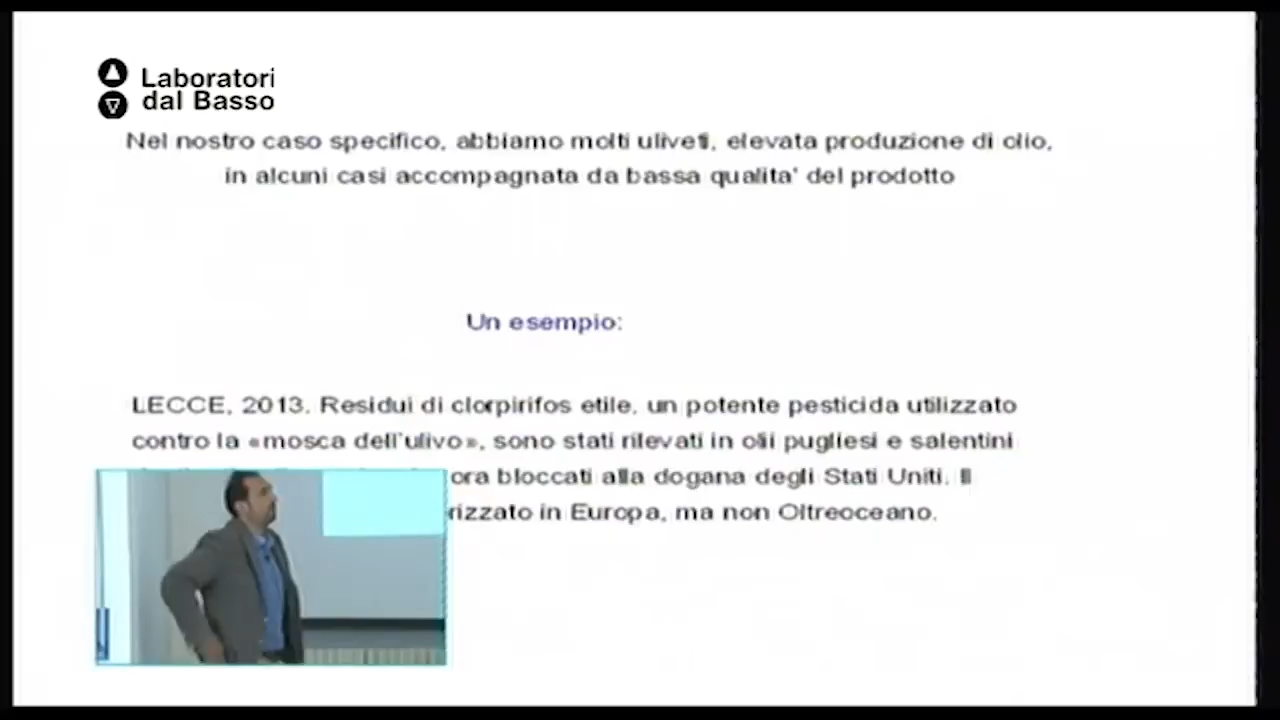 Laboratori
dal Basso
Nel nostro caso specifico, abbiamo molti uliveti, elevata produzione di olio,
in alcuni casi accompagnata da bassa qualita' del prodotto
Un esempio:
LECCE, 2013. Residui di clorpirifos etile, un potente pesticida utilizzato
contro la «mosca dell'ulivo», sono stati rilevati in olii pugliesi e salentini
ora bloccati alla dogana degli Stati Uniti. Il
in Europa, ma non Oltreoceano.